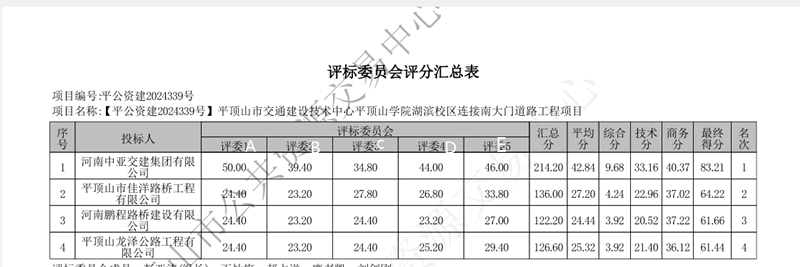 评标委员会评分汇总表
项目编号:平公资建2024339号
项目名称:【平公资建2024339号】平顶山市交通建设技术中心平顶山学院湖滨校区连接南大门道路工程项目
序号 投标人 评标委员会 汇总分 平均分 综合分 技术分 商务分 最终得分 名次
评委A 评委B 评委C 评委4 D 评委5 E
1 河南中亚交建集团有限公司 50.00 39.40 34.80 44.00 46.00 214.20 42.84 9.68 33.16 40.37 83.21 1
2 平顶山市佳洋路桥工程有限公司 24.40 23.20 27.80 26.80 33.80 136.00 27.20 4.24 22.96 37.02 64.22 2
3 河南鹏程路桥建设有限公司 24.40 23.20 24.40 23.20 27.00 122.20 24.44 3.92 20.52 37.22 61.66 3
4 平顶山龙泽公路工程有限公司 24.40 23.20 24.40 25.20 29.40 126.60 25.32 3.92 21.40 36.12 61.44 4
山市公共资源交易中心